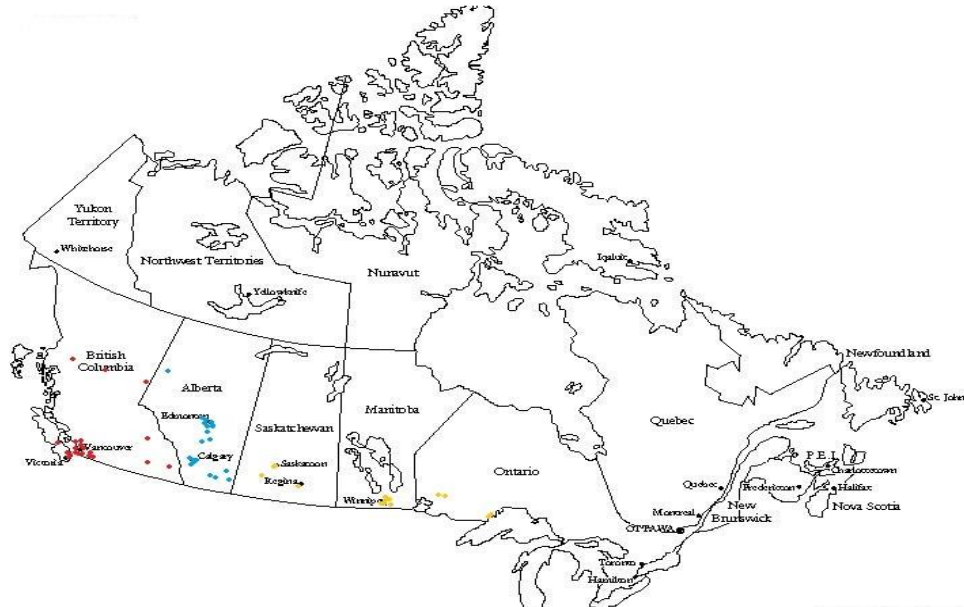 Yukon
Territory
Whitehorse
Northwest Territories
Yellowknife
Nunavut
Iqaluit
British
Columbia
Alberta
Edmonton
Calgary
Vancouver
Victoria
Saskatchewan
Saskatoon
Regina
Manitoba
Winnipe
Ontario
Quebec
Newfoundland
St. John
P.E.I.
Charlottetown
Quebec
Fredericton
Halifax
Montreal
New
Brunswick
Nova Scotia
OTTAWA
Toronto
Hamilton